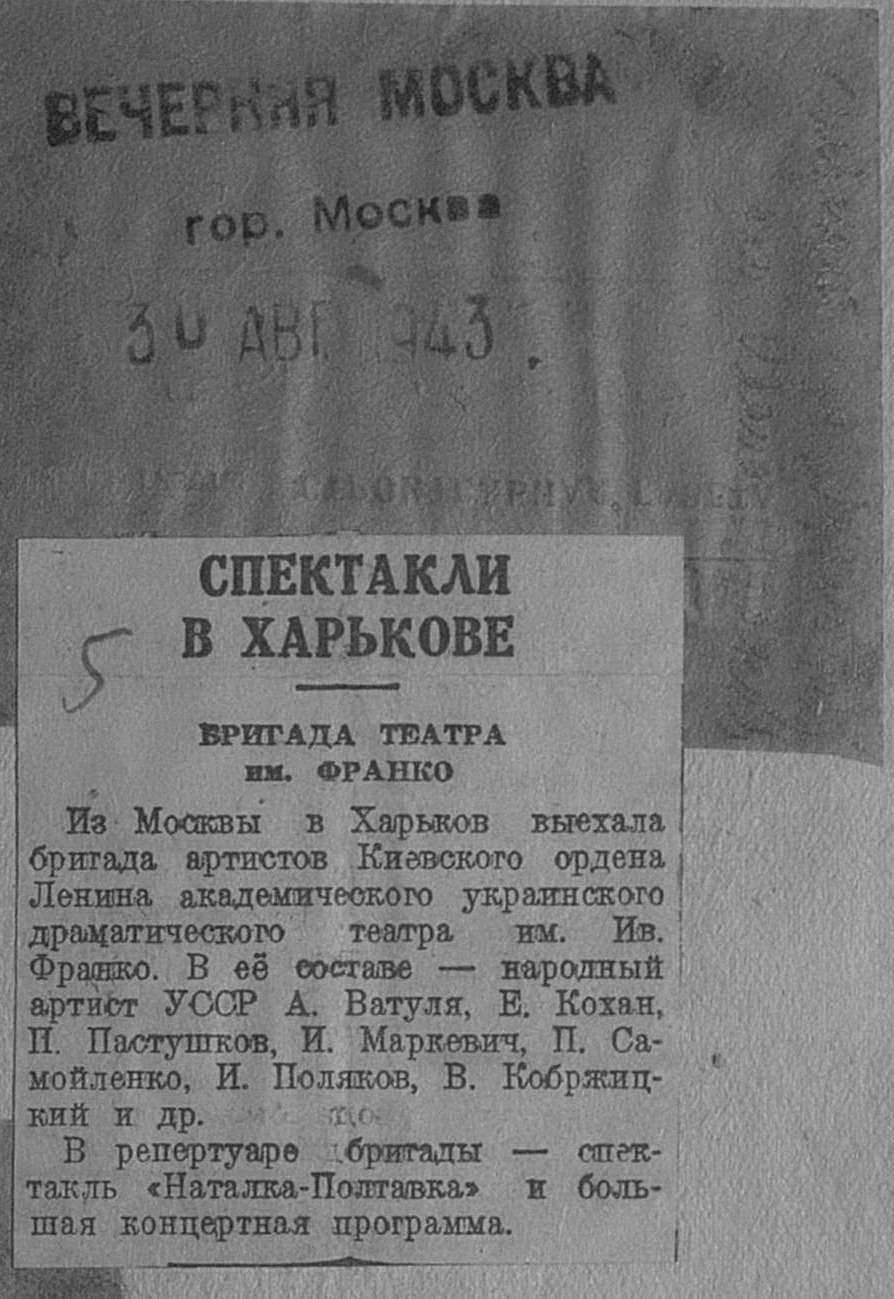 ВЕЧЕРНЯЯ МОСКВА
гор. Москва
30 АВГ 1943
5
СПЕКТАКЛИ
В ХАРЬКОВЕ
БРИГАДА ТЕАТРА
им. ФРАНКО
Из Москвы в Харьков выехала
бригада артистов Киевского ордена
Ленина академического украинского
драматического театра им. Ив.
Франко. В её составе — народный
артист УССР А. Ватуля, Е. Кохан,
П. Пастушков, И. Маркевич, П. Са-
мойленко, И. Поляков, В. Кобржиц-
кий и др.
В репертуаре бригады — спек-
такль «Наталка-Полтавка» и боль-
шая концертная программа.